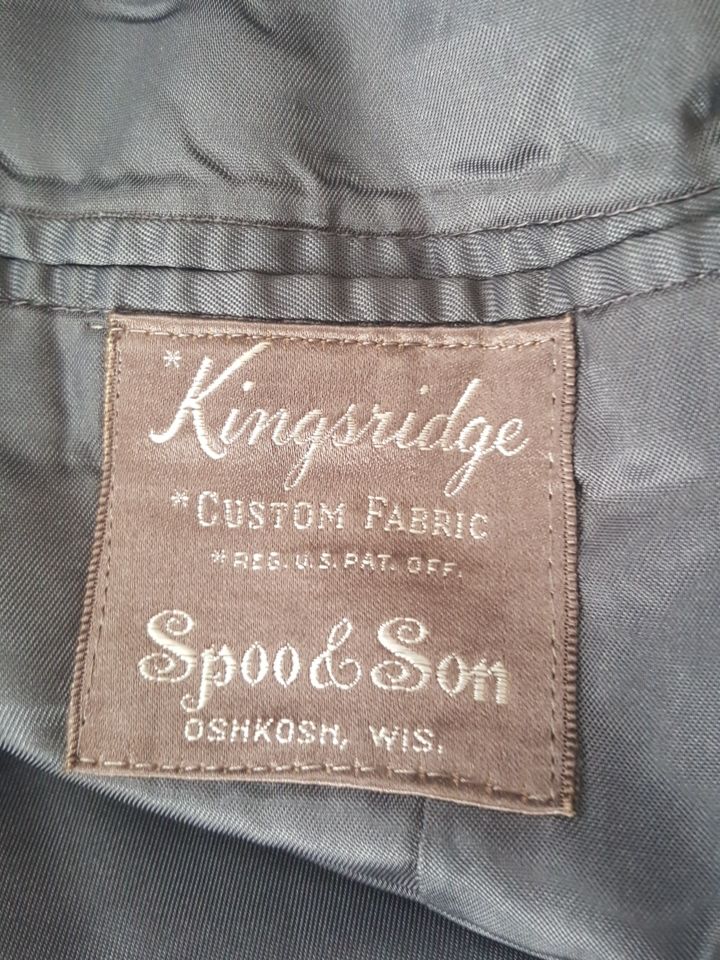 *Kingsridge
*CUSTOM FABRIC
*REG. U.S. PAT. OFF.
Spoo & Son
OSHKOSH, WIS.